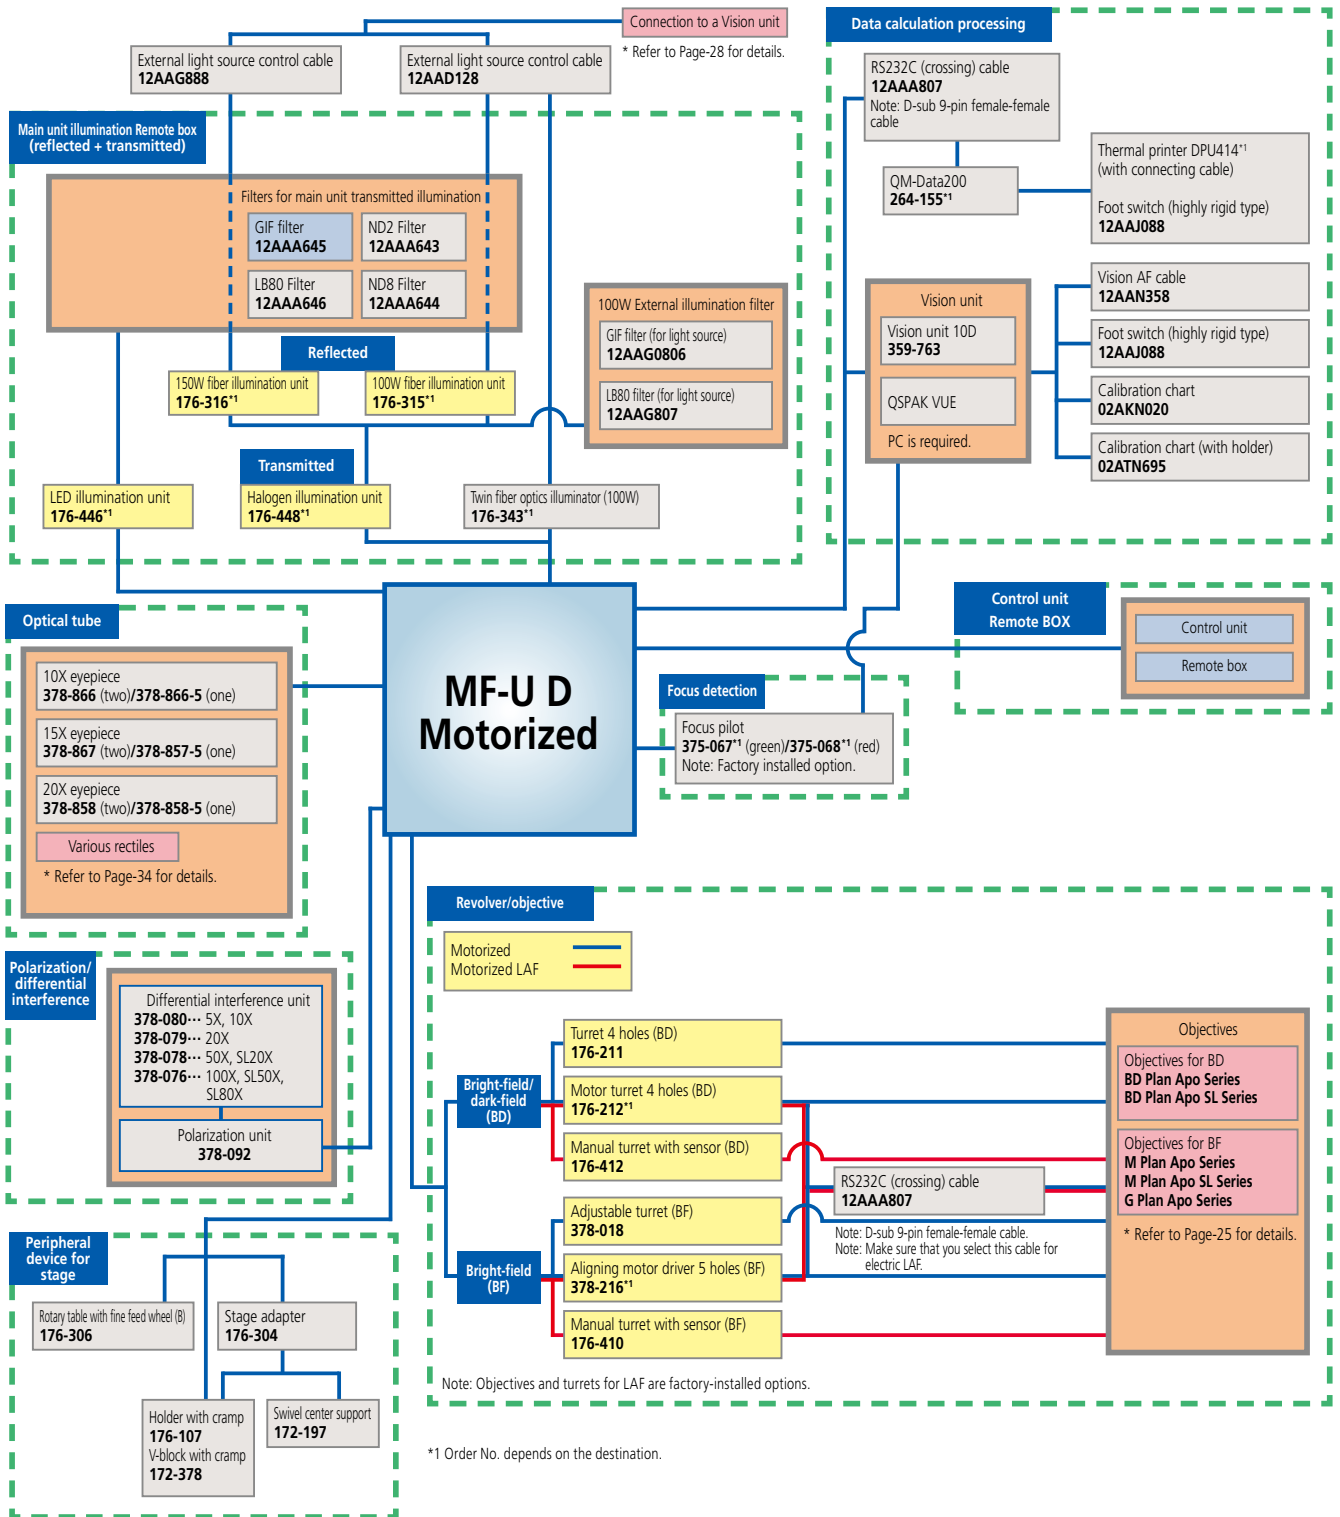 Connection to a Vision unit
* Refer to Page-28 for details.
External light source control cable
12AAG888
External light source control cable
12AAD128
Main unit illumination Remote box
(reflected + transmitted)
Filters for main unit transmitted illumination
GIF filter
12AAA645
ND2 Filter
12AAA643
LB80 Filter
12AAA646
ND8 Filter
12AAA644
100W External illumination filter
GIF filter (for light source)
12AAG0806
LB80 filter (for light source)
12AAG807
Reflected
150W fiber illumination unit
176-316*1
100W fiber illumination unit
176-315*1
Transmitted
LED illumination unit
176-446*1
Halogen illumination unit
176-448*1
Twin fiber optics illuminator (100W)
176-343*1
Data calculation processing
RS232C (crossing) cable
12AAA807
Note: D-sub 9-pin female-female
cable
QM-Data200
264-155*1
Thermal printer DPU414*1
(with connecting cable)
Foot switch (highly rigid type)
12AAJ088
Vision unit
Vision unit 10D
359-763
QSPAK VUE
PC is required.
Vision AF cable
12AAN358
Foot switch (highly rigid type)
12AAJ088
Calibration chart
02AKN020
Calibration chart (with holder)
02ATN695
Control unit
Remote BOX
Control unit
Remote box
Optical tube
10X eyepiece
378-866 (two)/378-866-5 (one)
15X eyepiece
378-867 (two)/378-857-5 (one)
20X eyepiece
378-858 (two)/378-858-5 (one)
Various rectiles
* Refer to Page-34 for details.
MF-U D
Motorized
Focus detection
Focus pilot
375-067*1 (green)/375-068*1 (red)
Note: Factory installed option.
Polarization/
differential
interference
Differential interference unit
378-080··· 5X, 10X
378-079··· 20X
378-078··· 50X, SL20X
378-076··· 100X, SL50X,
SL80X
Polarization unit
378-092
Peripheral
device for
stage
Rotary table with fine feed wheel (B)
176-306
Stage adapter
176-304
Holder with cramp
176-107
V-block with cramp
172-378
Swivel center support
172-197
Revolver/objective
Motorized
Motorized LAF
Bright-field/
dark-field
(BD)
Turret 4 holes (BD)
176-211
Motor turret 4 holes (BD)
176-212*1
Manual turret with sensor (BD)
176-412
Bright-field
(BF)
Adjustable turret (BF)
378-018
Aligning motor driver 5 holes (BF)
378-216*1
Manual turret with sensor (BF)
176-410
RS232C (crossing) cable
12AAA807
Note: D-sub 9-pin female-female cable.
Note: Make sure that you select this cable for
electric LAF.
Objectives
Objectives for BD
BD Plan Apo Series
BD Plan Apo SL Series
Objectives for BF
M Plan Apo Series
M Plan Apo SL Series
G Plan Apo Series
* Refer to Page-25 for details.
Note: Objectives and turrets for LAF are factory-installed options.
*1 Order No. depends on the destination.